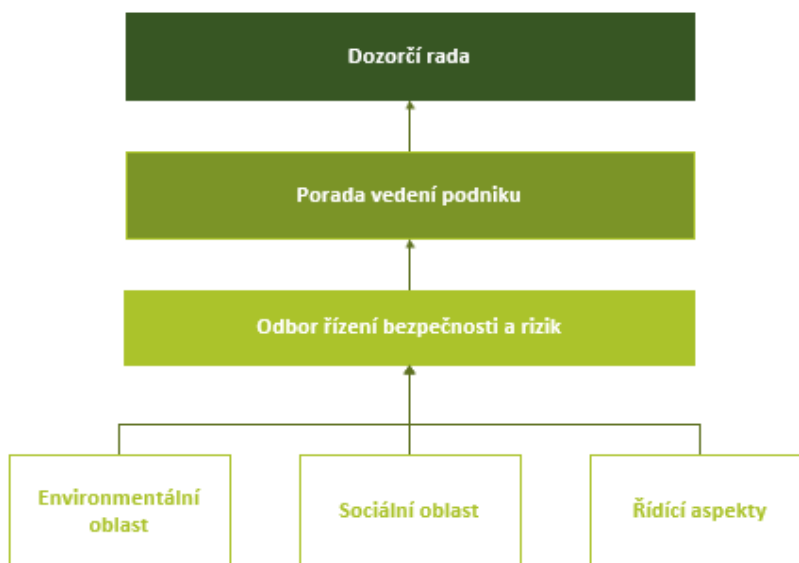 Dozorčí rada
Porada vedení podniku
Odbor řízení bezpečnosti a rizik
Environmentální
oblast
Sociální oblast
Řídící aspekty